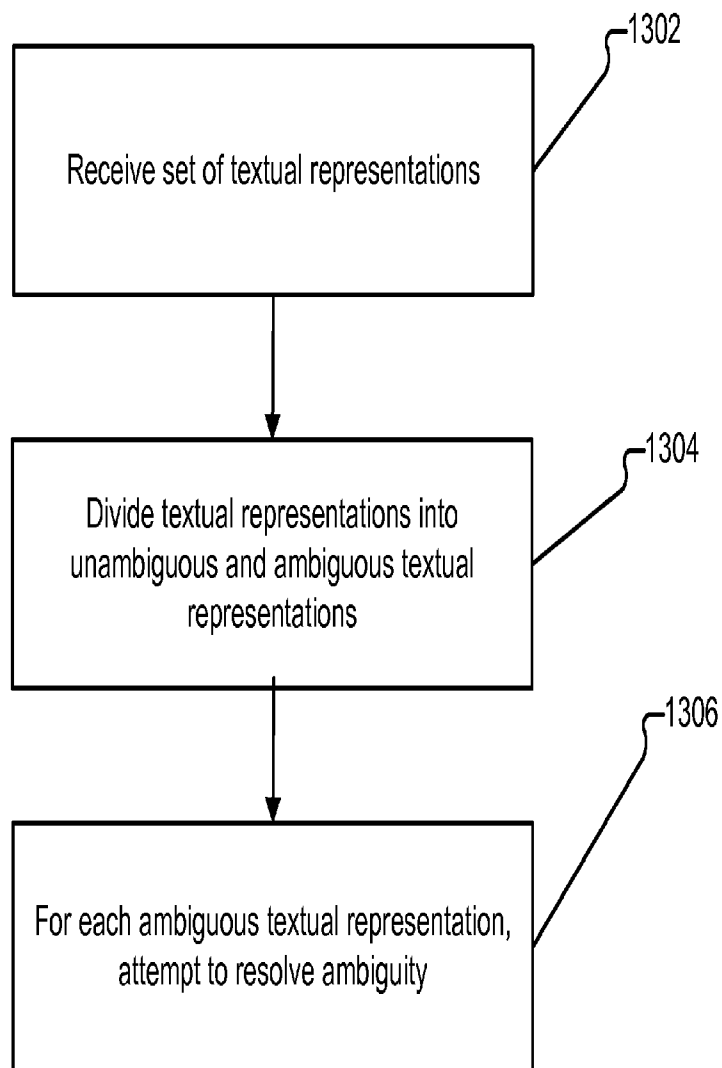 1302
Receive set of textual representations
1304
Divide textual representations into
unambiguous and ambiguous textual
representations
1306
For each ambiguous textual representation,
attempt to resolve ambiguity